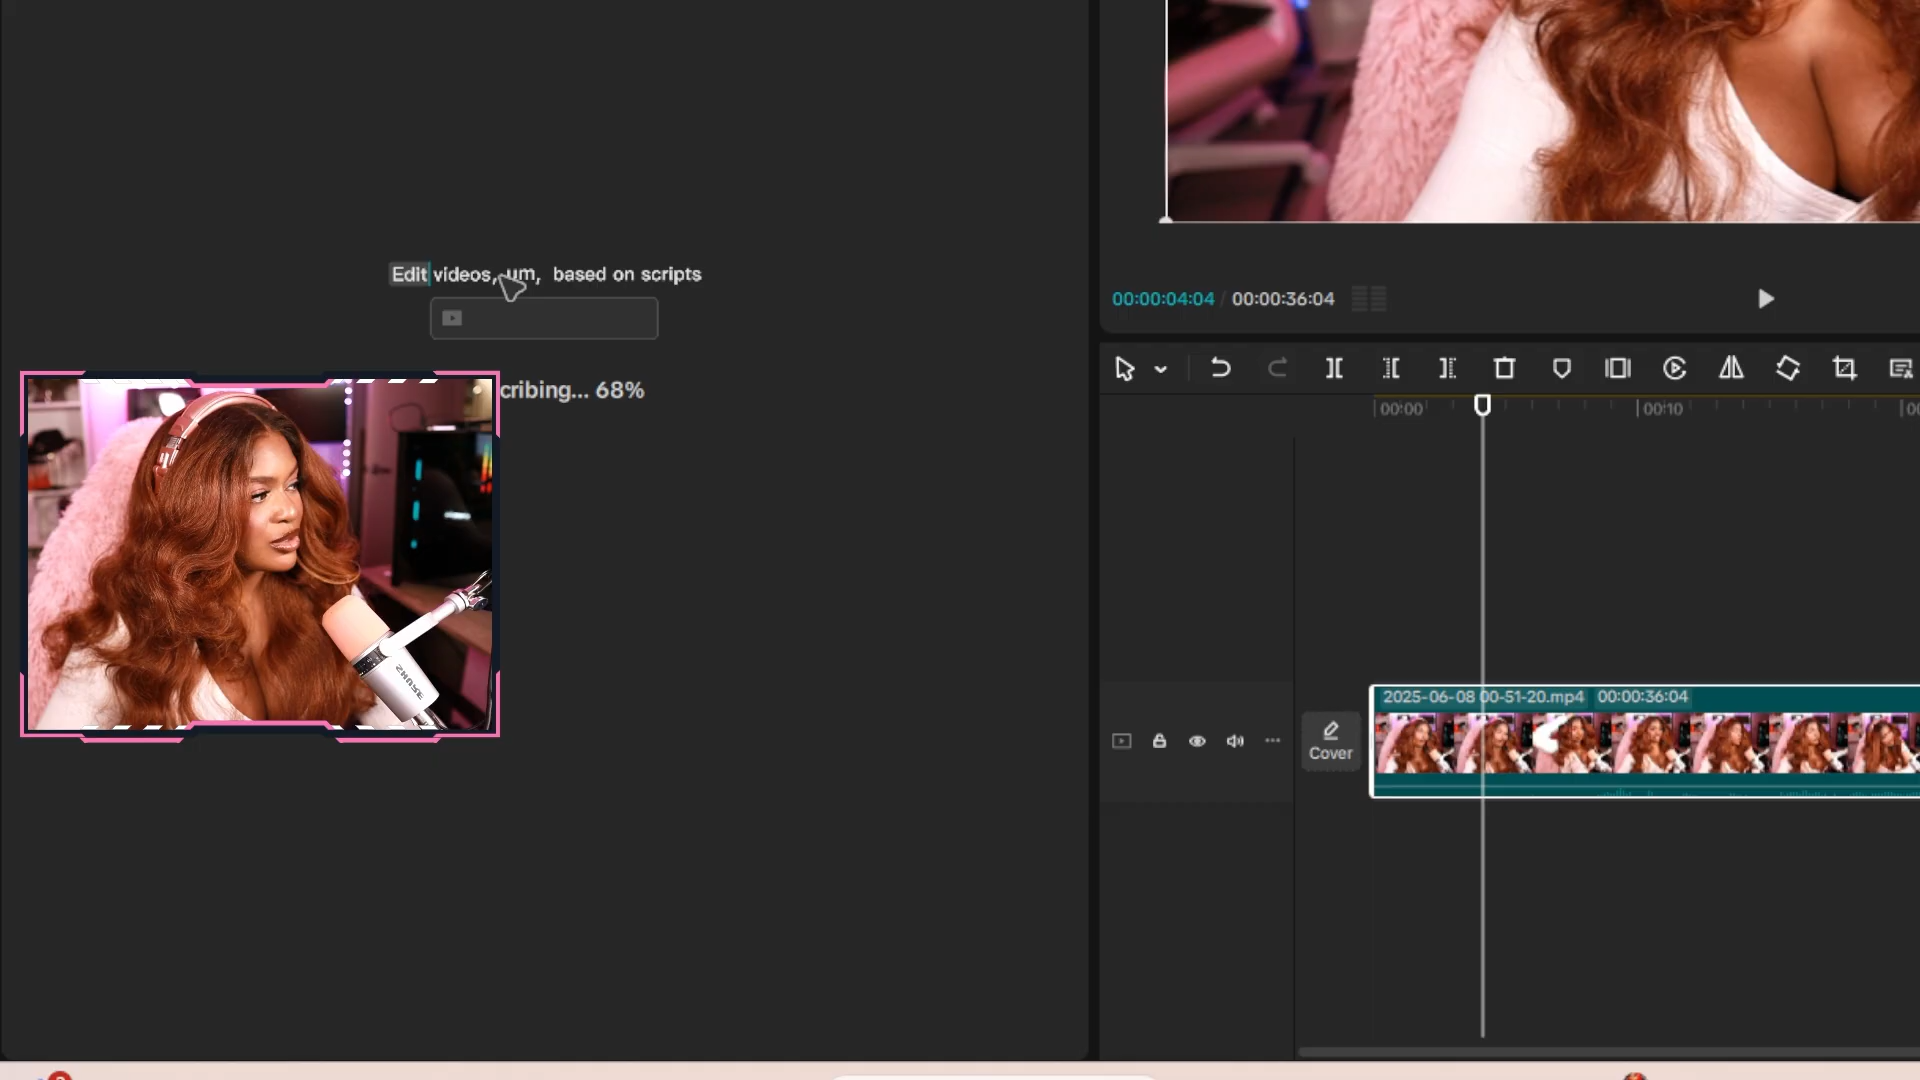 Edit videos, um, based on scripts
cribing... 68%
00:00:04:04 / 00:00:36:04
00:00
00:10
00
2025-06-08 00-51-20.mp4 00:00:36:04
Cover